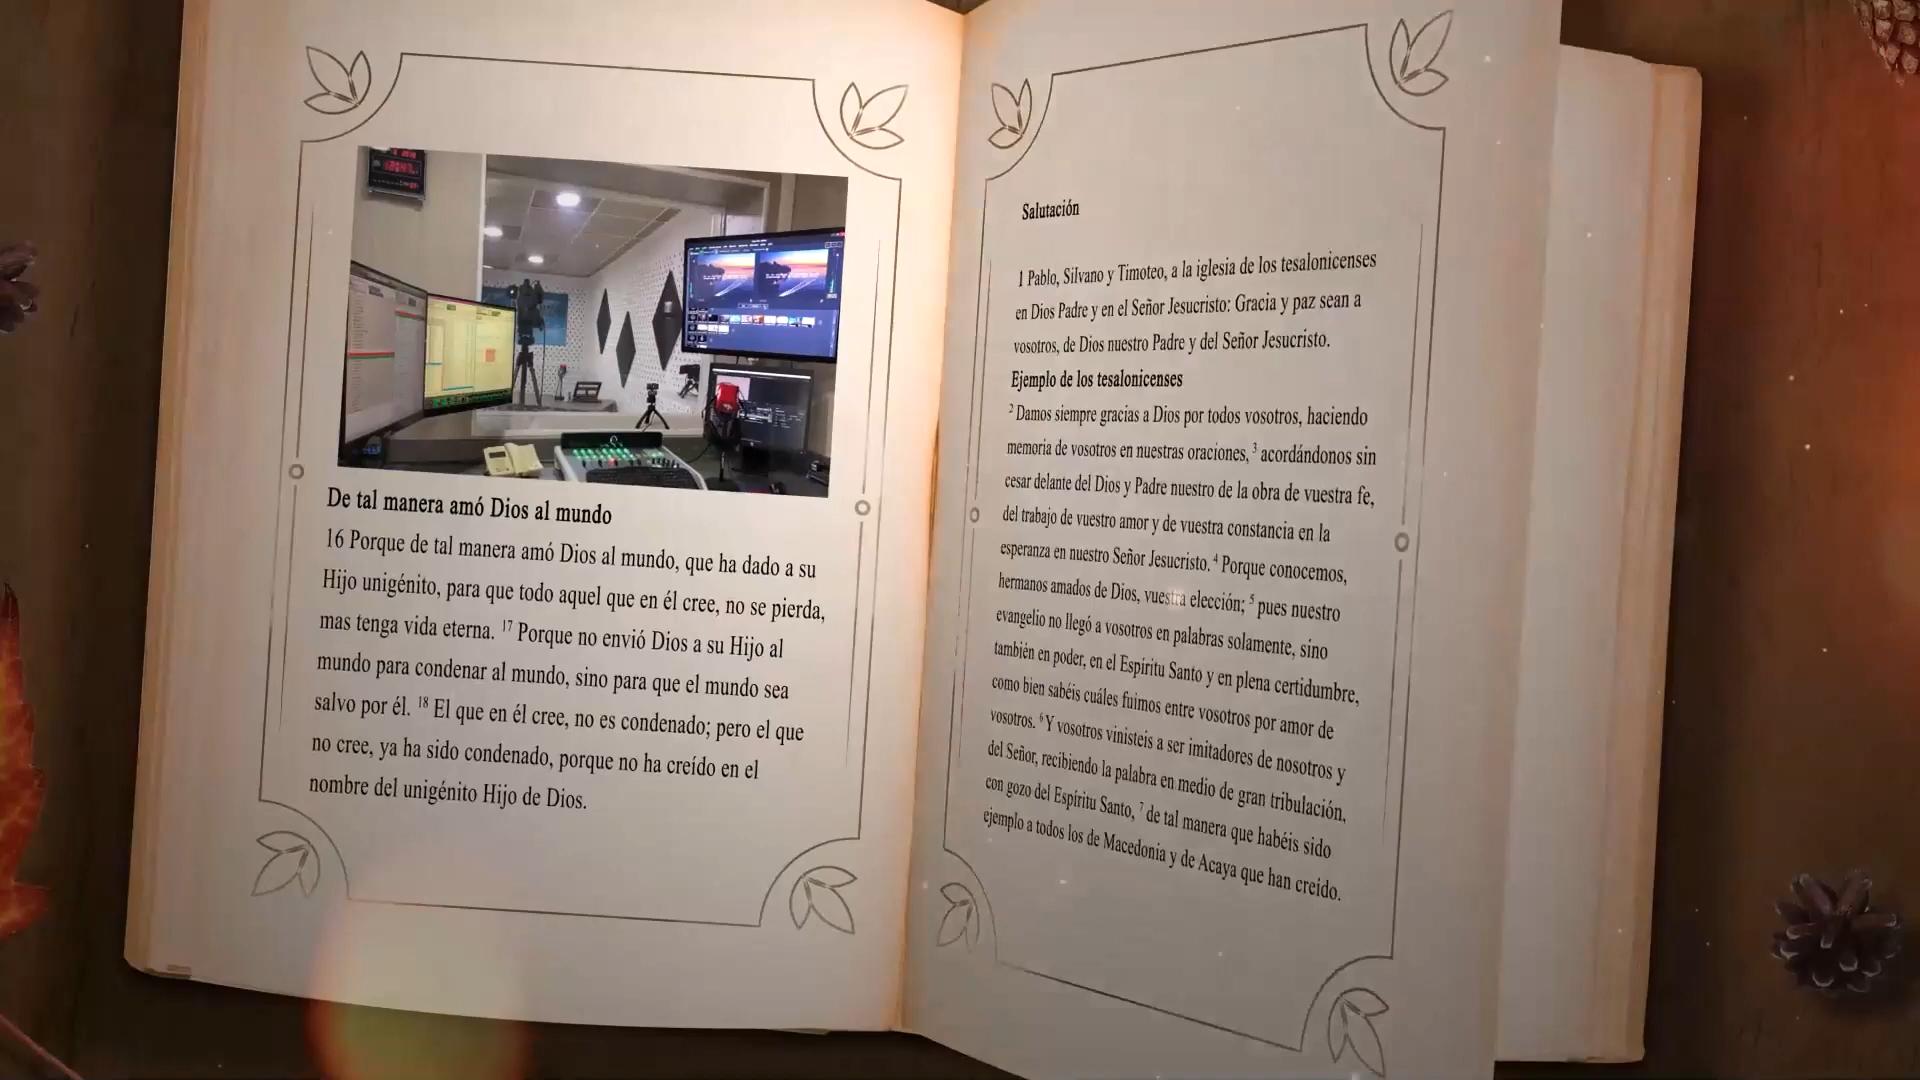 De tal manera amó Dios al mundo
16 Porque de tal manera amó Dios al mundo, que ha dado a su
Hijo unigénito, para que todo aquel que en él cree, no se pierda,
mas tenga vida eterna. 17 Porque no envió Dios a su Hijo al
mundo para condenar al mundo, sino para que el mundo sea
salvo por él. 18 El que en él cree, no es condenado; pero el que
no cree, ya ha sido condenado, porque no ha creído en el
nombre del unigénito Hijo de Dios.
Salutación
1 Pablo, Silvano y Timoteo, a la iglesia de los tesalonicenses
en Dios Padre y en el Señor Jesucristo: Gracia y paz sean a
vosotros, de Dios nuestro Padre y del Señor Jesucristo.
Ejemplo de los tesalonicenses
2 Damos siempre gracias a Dios por todos vosotros, haciendo
memoria de vosotros en nuestras oraciones, 3 acordándonos sin
cesar delante del Dios y Padre nuestro de la obra de vuestra fe,
del trabajo de vuestro amor y de vuestra constancia en la
esperanza en nuestro Señor Jesucristo. 4 Porque conocemos,
hermanos amados de Dios, vuestra elección; 5 pues nuestro
evangelio no llegó a vosotros en palabras solamente, sino
también en poder, en el Espíritu Santo y en plena certidumbre,
como bien sabéis cuáles fuimos entre vosotros por amor de
vosotros. 6 Y vosotros vinisteis a ser imitadores de nosotros y
del Señor, recibiendo la palabra en medio de gran tribulación,
con gozo del Espíritu Santo, 7 de tal manera que habéis sido
ejemplo a todos los de Macedonia y de Acaya que han creído.